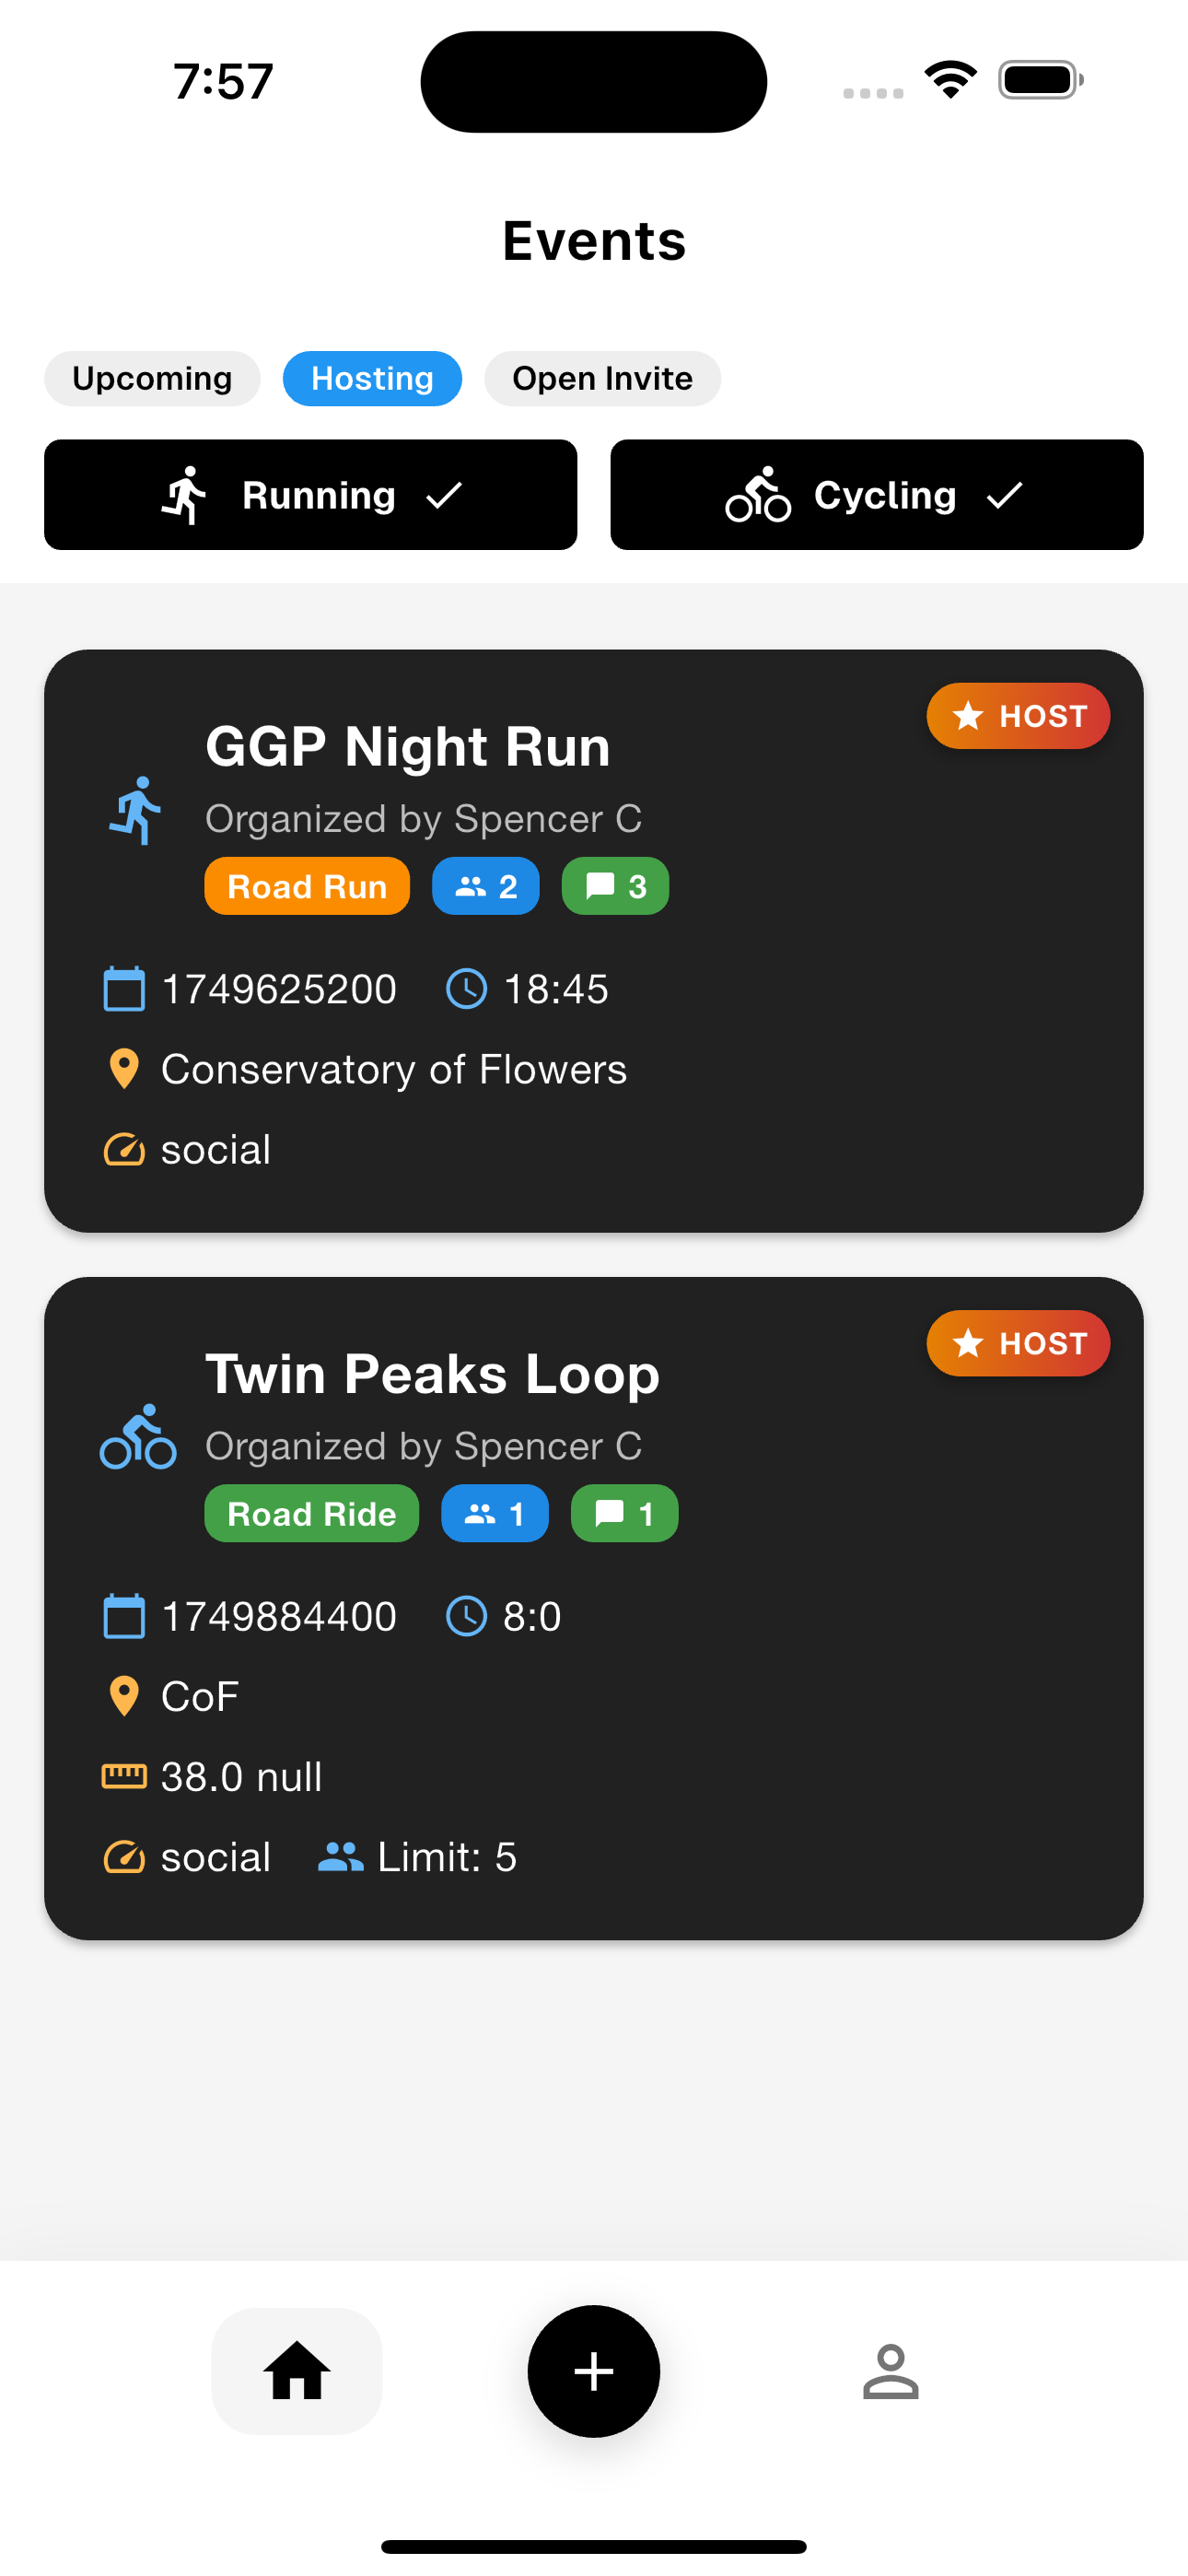 7:57
Events
Upcoming Hosting Open Invite
Running Cycling
HOST
GGP Night Run
Organized by Spencer C
Road Run 2 3
1749625200 18:45
Conservatory of Flowers
social
HOST
Twin Peaks Loop
Organized by Spencer C
Road Ride 1 1
1749884400 8:0
CoF
38.0 null
social Limit: 5